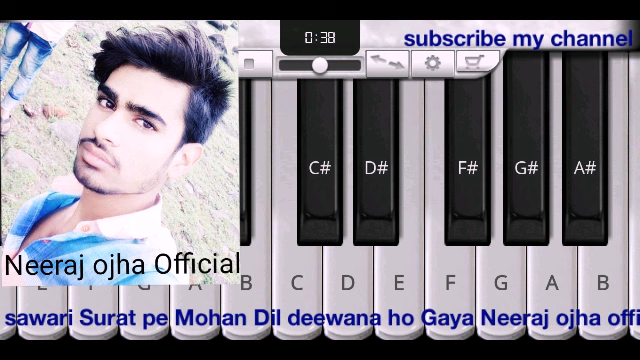 0:38
subscribe my channel
C# D# F# G# A#
Neeraj ojha Official
E F G A B C D E F G A B
sawari Surat pe Mohan Dil deewana ho Gaya Neeraj ojha offi